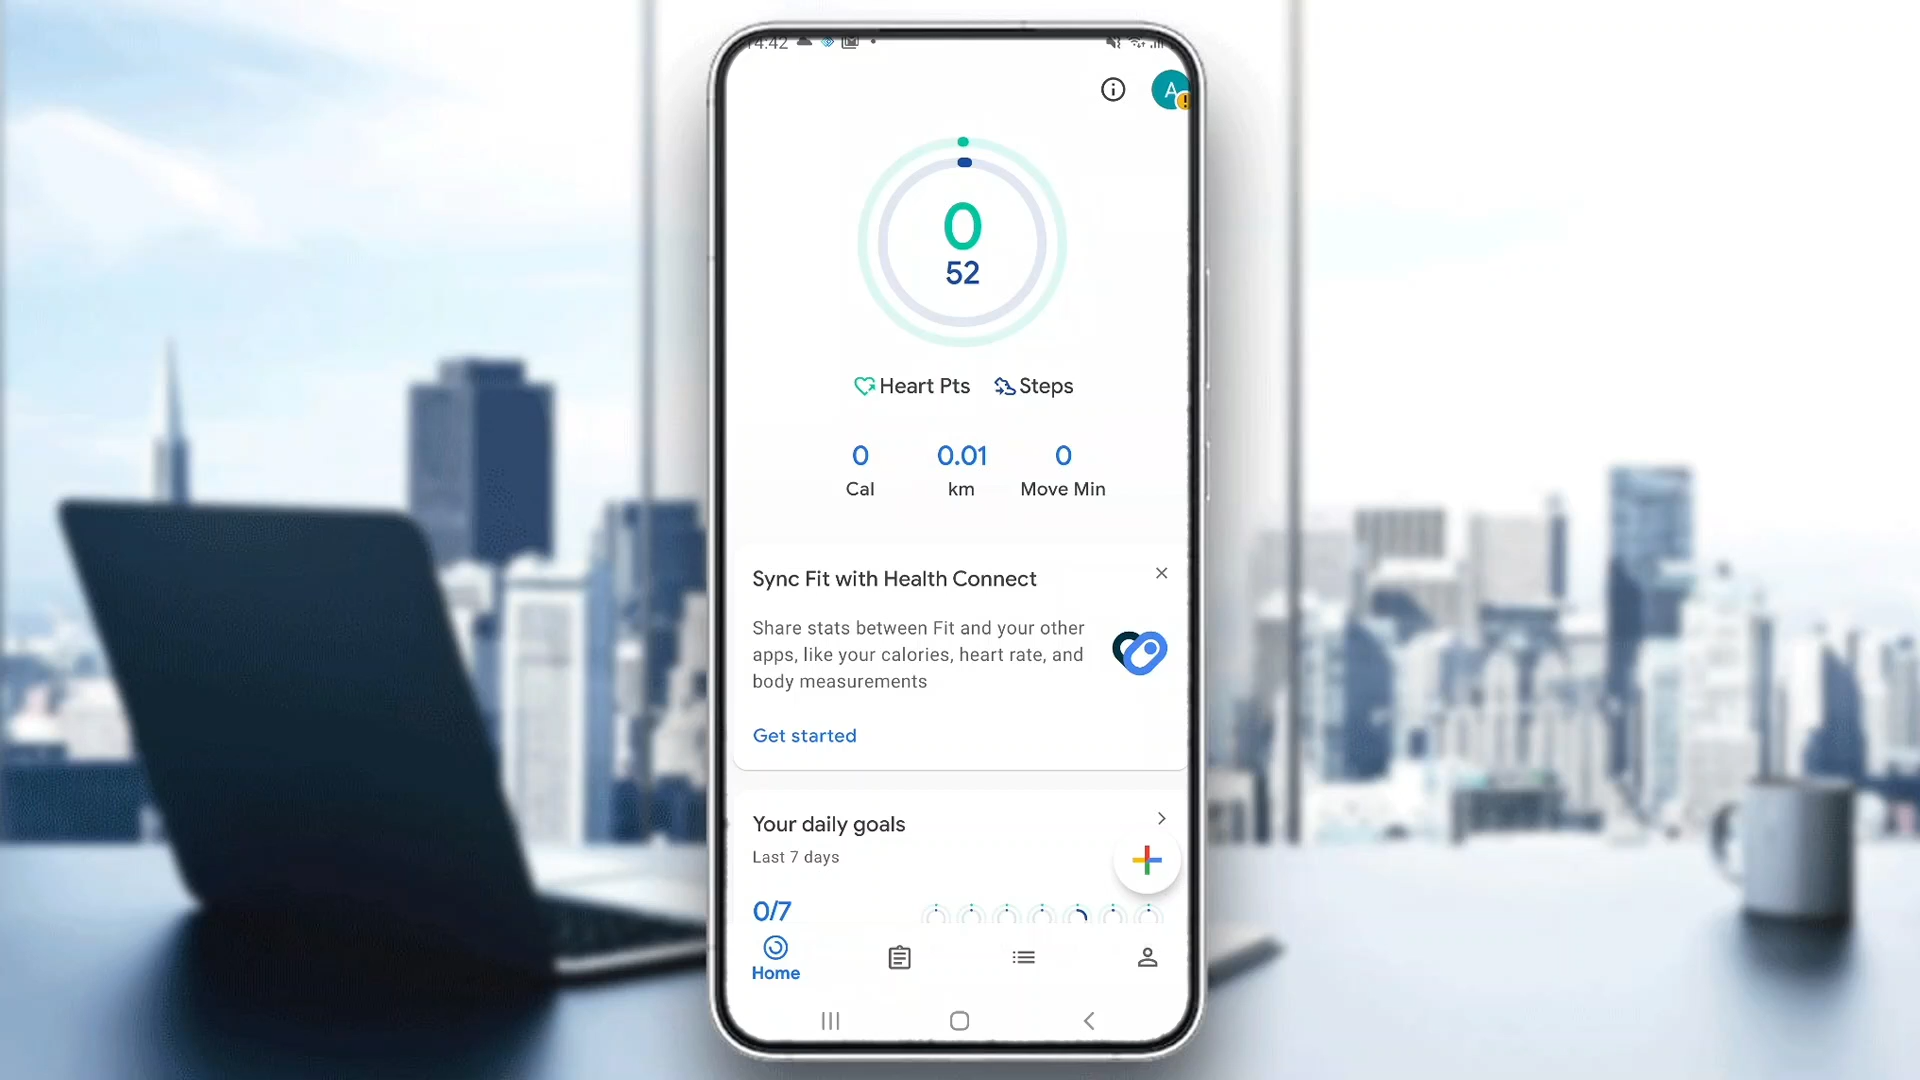 14:42
A
0
52
Heart Pts Steps
0 0.01 0
Cal km Move Min
Sync Fit with Health Connect
Share stats between Fit and your other
apps, like your calories, heart rate, and
body measurements
Get started
Your daily goals
Last 7 days
0/7
Home